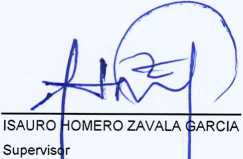 ISAURO HOMERO ZAVALA GARCIA
Supervisor